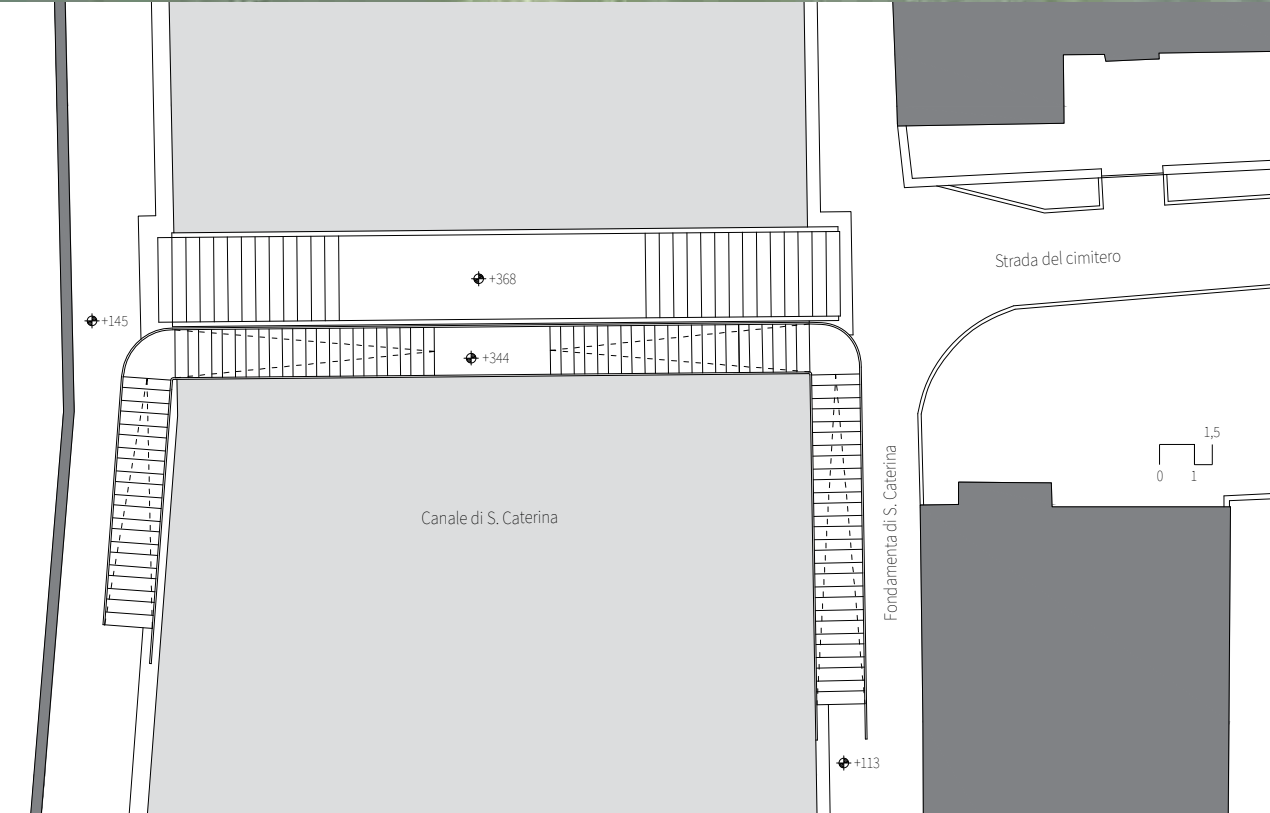 Strada del cimitero
+368
+145
+344
1,5
0 1
Fondamenta di S. Caterina
Canale di S. Caterina
+113